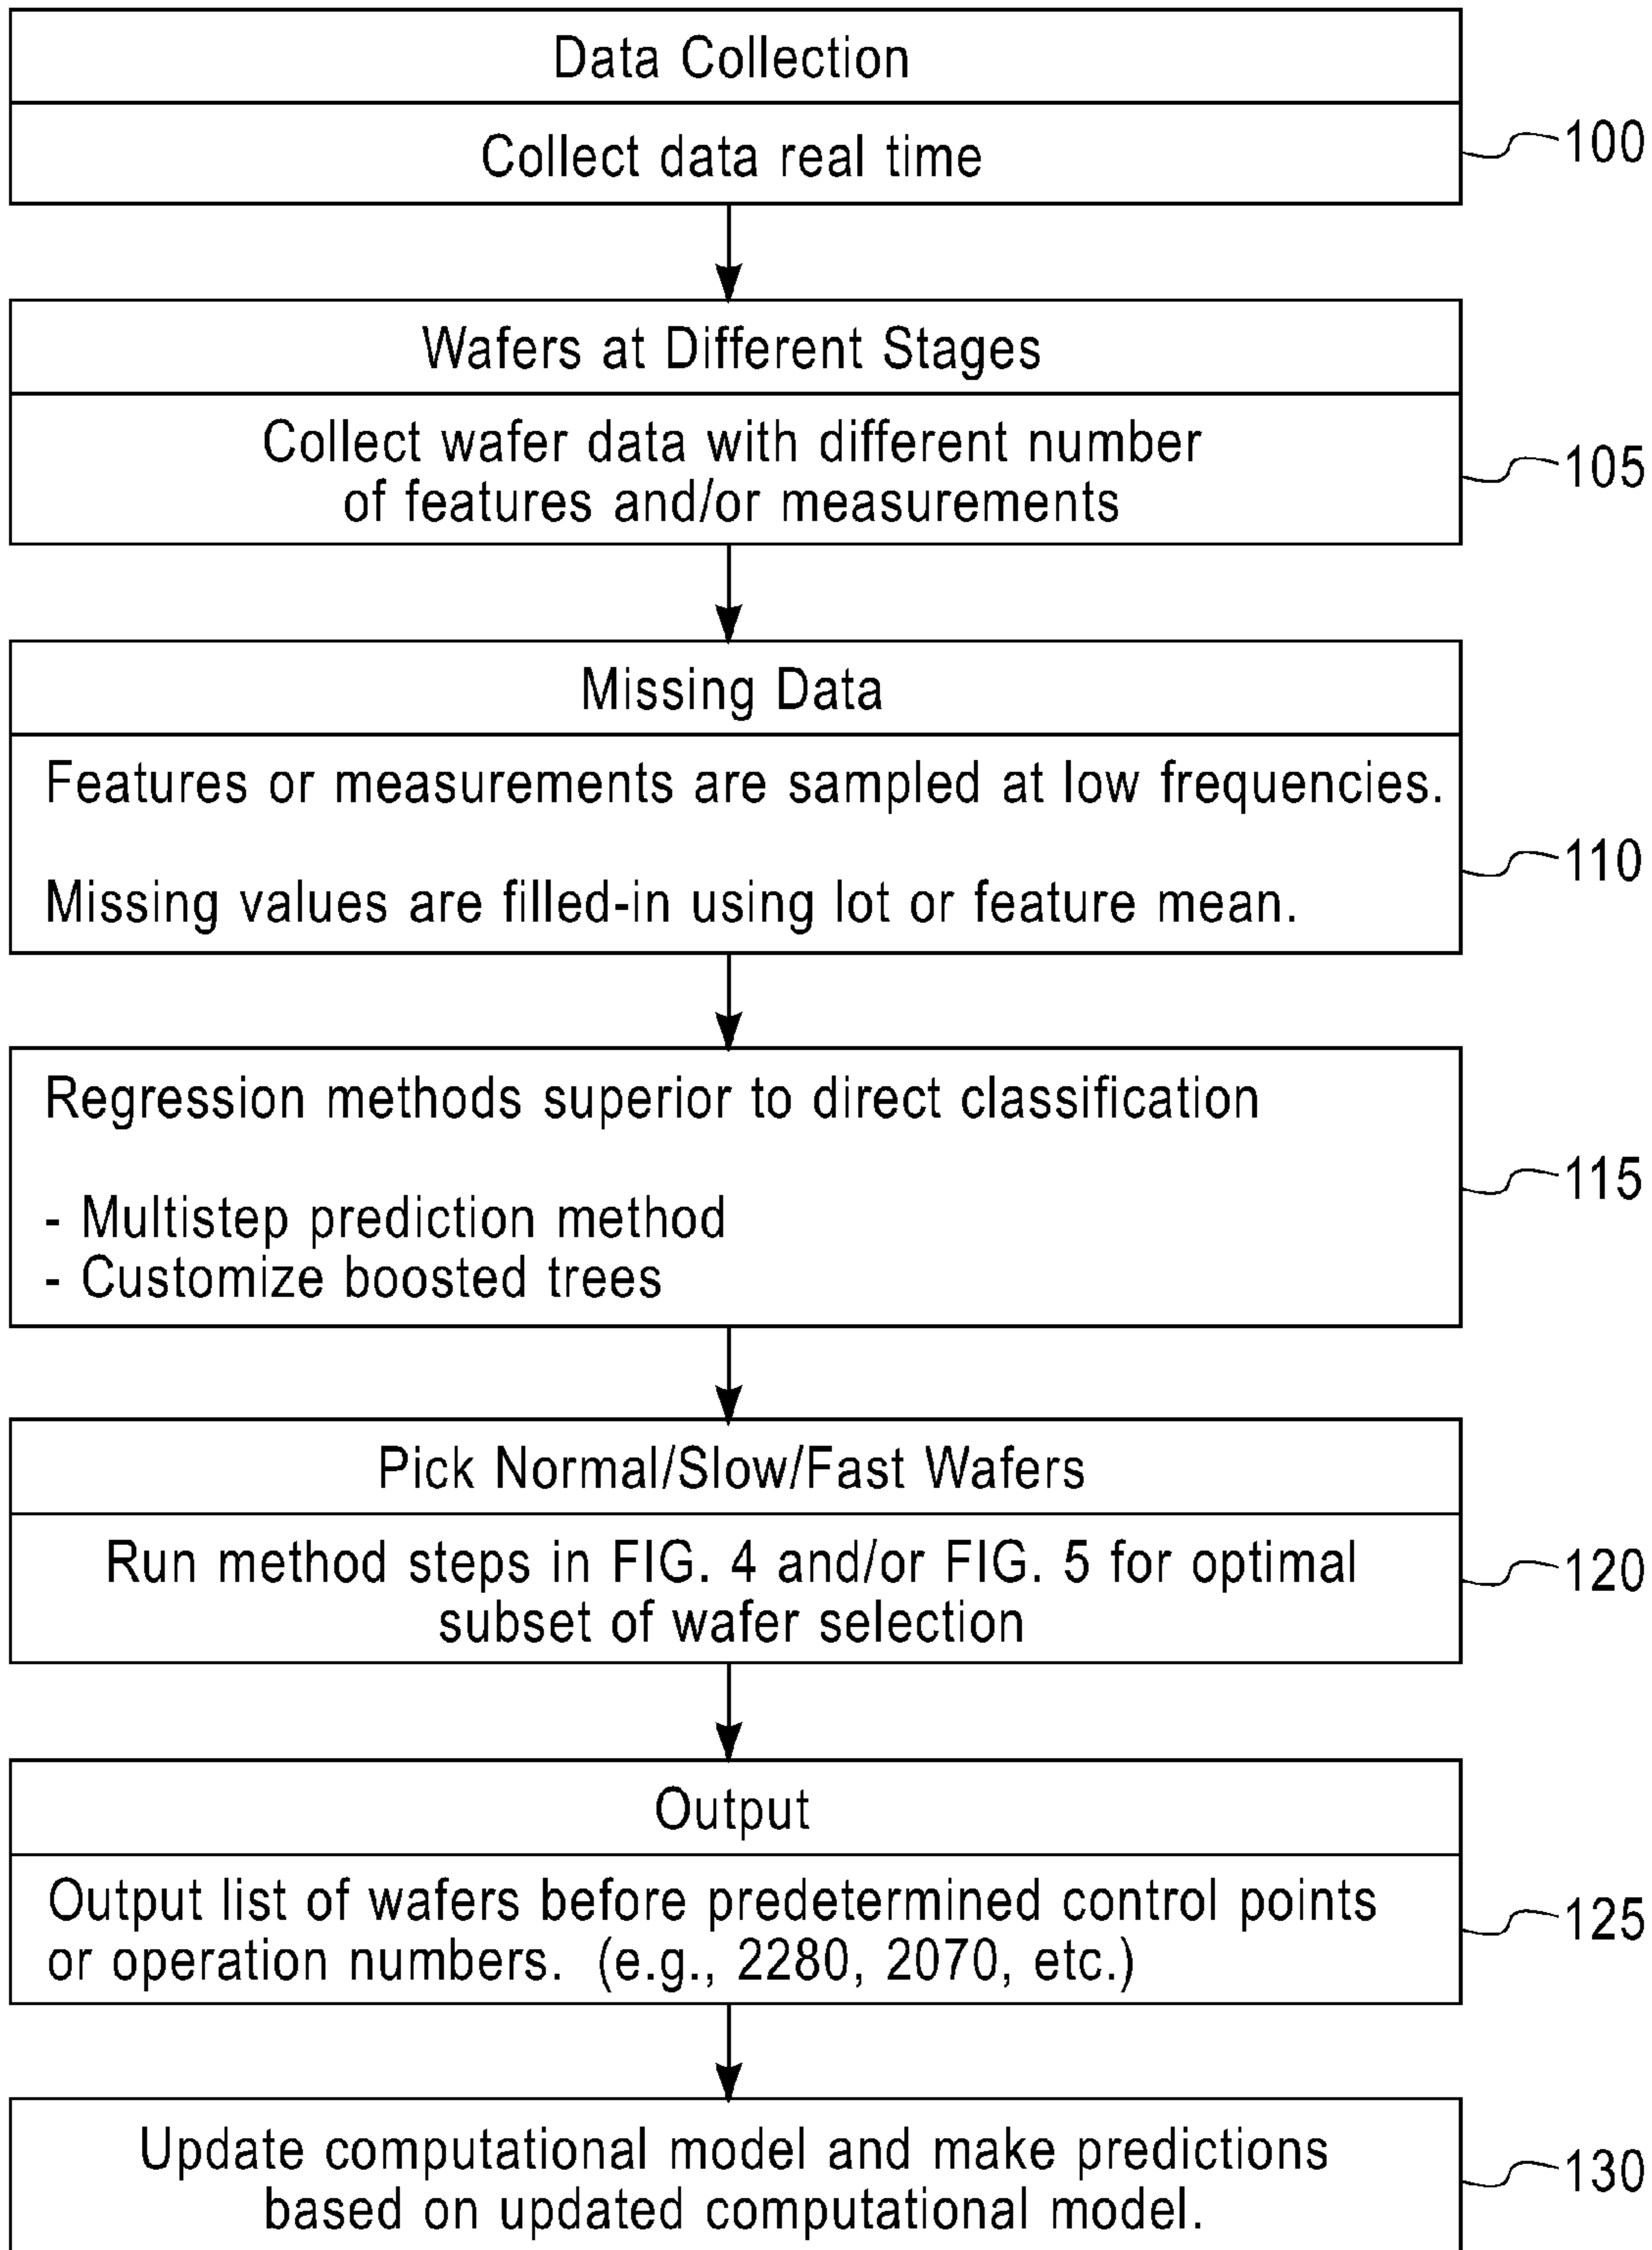 Data Collection
Collect data real time
100
Wafers at Different Stages
Collect wafer data with different number
of features and/or measurements
105
Missing Data
Features or measurements are sampled at low frequencies.
Missing values are filled-in using lot or feature mean.
110
Regression methods superior to direct classification
- Multistep prediction method
- Customize boosted trees
115
Pick Normal/Slow/Fast Wafers
Run method steps in FIG. 4 and/or FIG. 5 for optimal
subset of wafer selection
120
Output
Output list of wafers before predetermined control points
or operation numbers. (e.g., 2280, 2070, etc.)
125
Update computational model and make predictions
based on updated computational model.
130